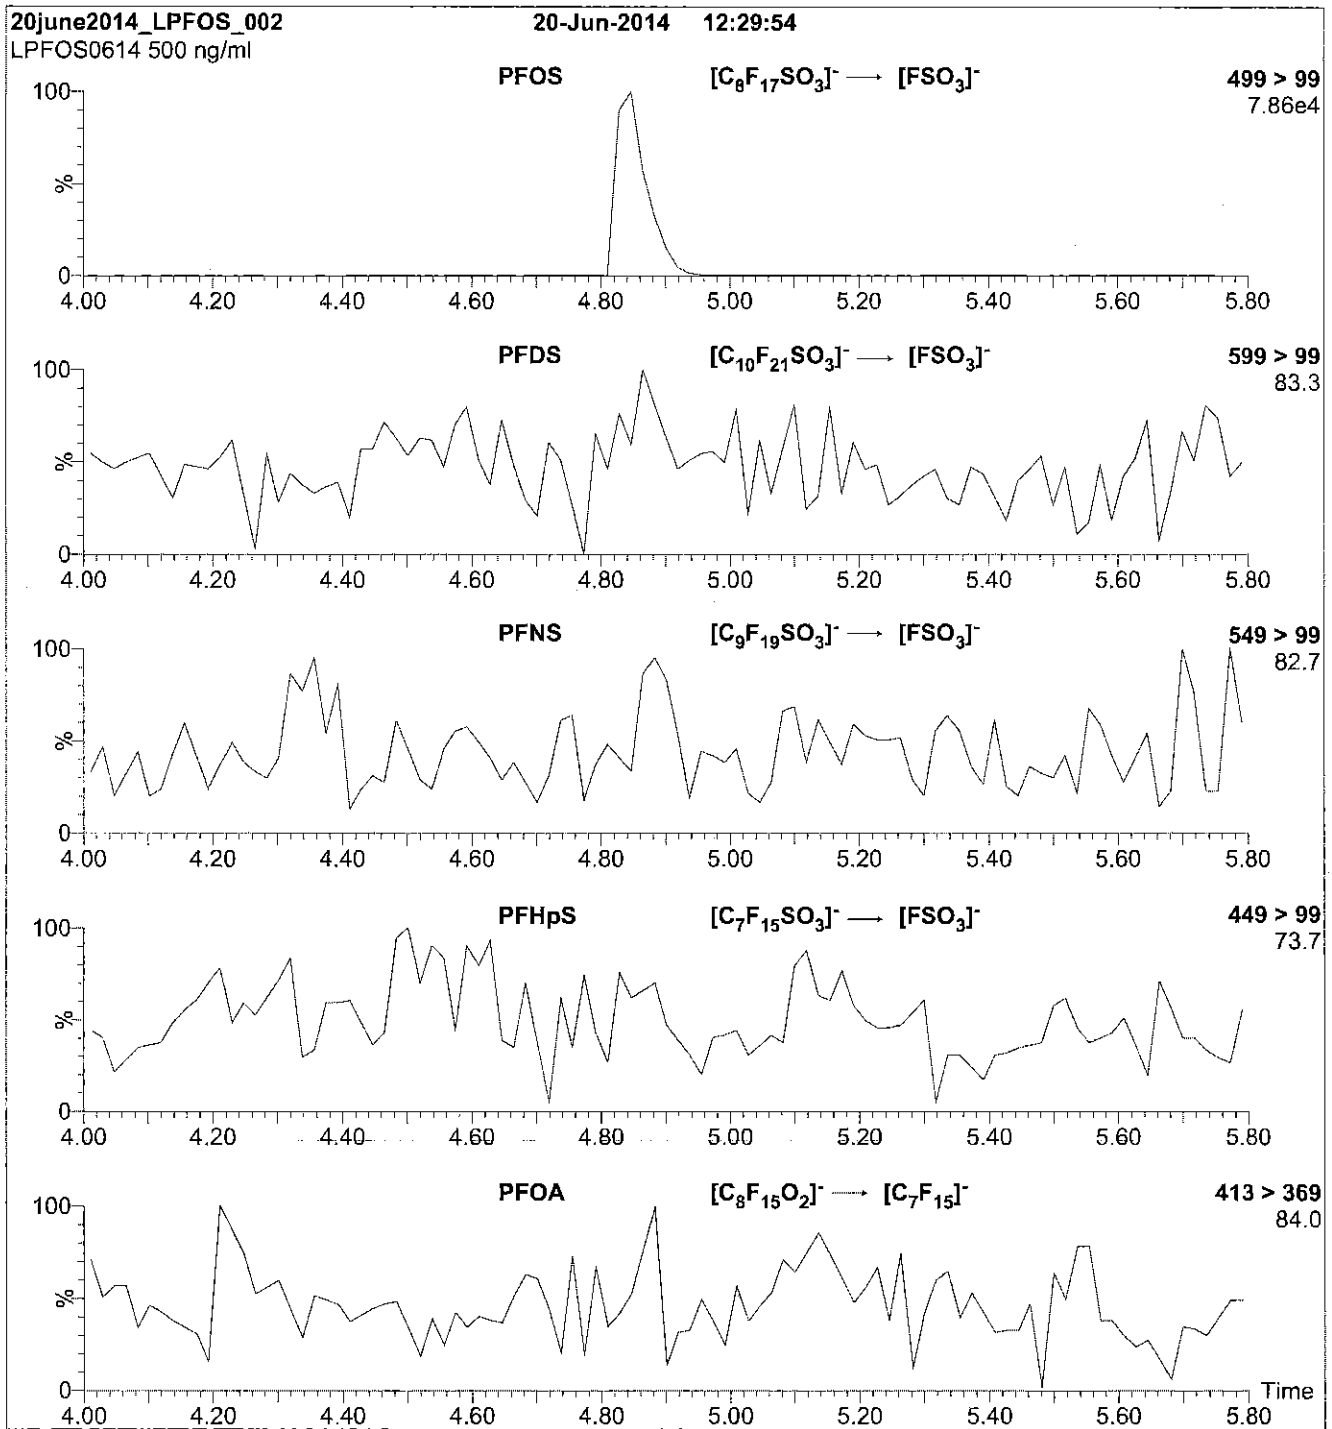 20june2014_LPFOS_002 20-Jun-2014 12:29:54
LPFOS0614 500 ng/ml
PFOS [C₈F₁₇SO₃]⁻ → [FSO₃]⁻ 499 > 99
7.86e4
100
%
0
4.00 4.20 4.40 4.60 4.80 5.00 5.20 5.40 5.60 5.80
PFDS [C₁₀F₂₁SO₃]⁻ → [FSO₃]⁻ 599 > 99
83.3
100
%
0
4.00 4.20 4.40 4.60 4.80 5.00 5.20 5.40 5.60 5.80
PFNS [C₉F₁₉SO₃]⁻ → [FSO₃]⁻ 549 > 99
82.7
100
%
0
4.00 4.20 4.40 4.60 4.80 5.00 5.20 5.40 5.60 5.80
PFHpS [C₇F₁₅SO₃]⁻ → [FSO₃]⁻ 449 > 99
73.7
100
%
0
4.00 4.20 4.40 4.60 4.80 5.00 5.20 5.40 5.60 5.80
PFOA [C₈F₁₅O₂]⁻ → [C₇F₁₅]⁻ 413 > 369
84.0
100
%
0 Time
4.00 4.20 4.40 4.60 4.80 5.00 5.20 5.40 5.60 5.80